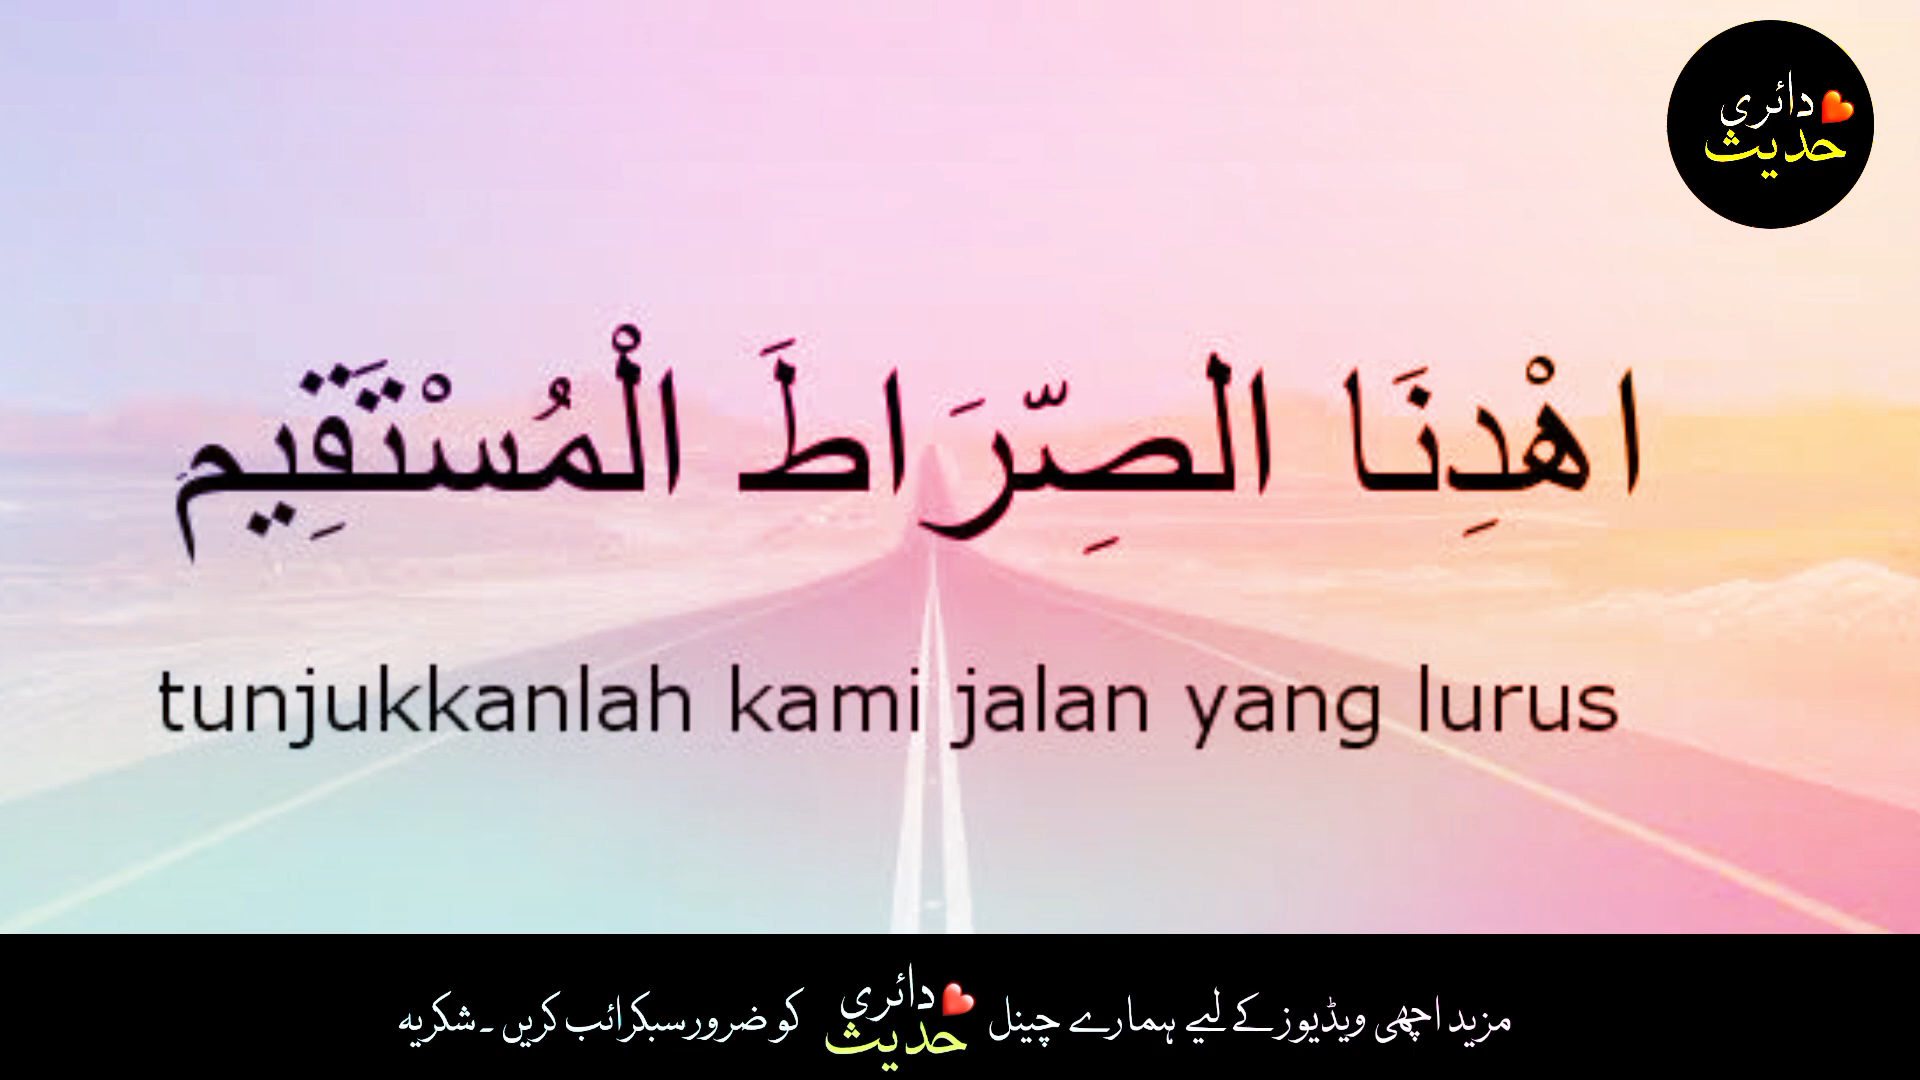 دائری
حدیث
اهْدِنَا الصِّرَاطَ الْمُسْتَقِيمَ
tunjukkanlah kami jalan yang lurus
مزید اچھی ویڈیوز کے لیے ہمارے چینل دائری حدیث کو ضرور سبکرائب کریں ۔ شکریہ